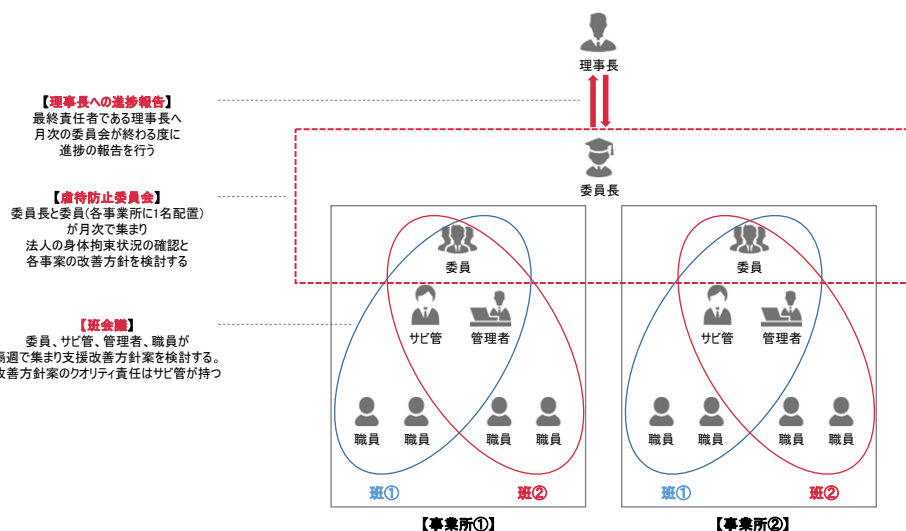 理事長
【理事長への進捗報告】
最終責任者である理事長へ
月次の委員会が終わる度に
進捗の報告を行う
委員長
【虐待防止委員会】
委員長と委員(各事業所に1名配置)
が月次で集まり
法人の身体拘束状況の確認と
各事案の改善方針を検討する
委員 委員
サビ管 管理者 サビ管 管理者
【班会議】
委員、サビ管、管理者、職員が
隔週で集まり支援改善方針案を検討する。
改善方針案のクオリティ責任はサビ管が持つ
職員 職員 職員 職員 職員 職員 職員 職員
班① 班② 班① 班②
【事業所①】 【事業所②】